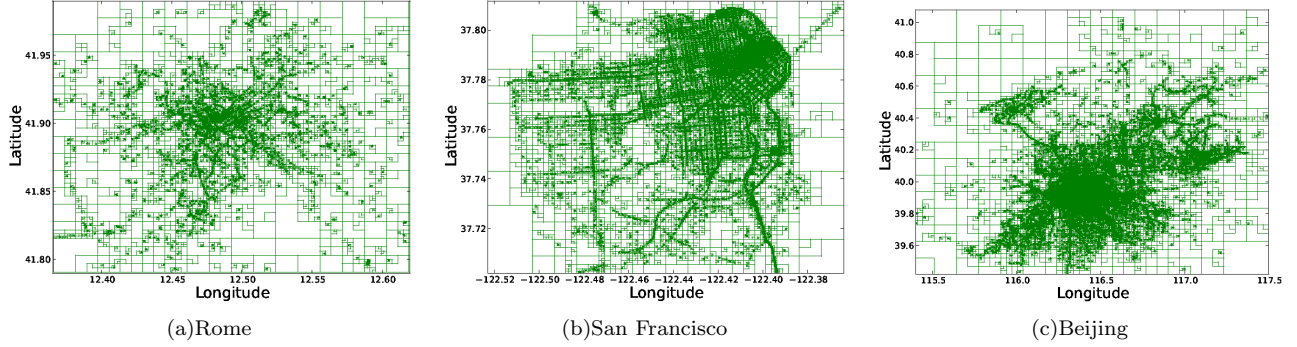 41.95
41.90
41.85
41.80
Latitude
12.40 12.45 12.50 12.55 12.60
Longitude
(a)Rome
37.80
37.78
37.76
37.74
37.72
Latitude
−122.52 −122.50 −122.48 −122.46 −122.44 −122.42 −122.40 −122.38
Longitude
(b)San Francisco
41.0
40.8
40.6
40.4
40.2
40.0
39.8
39.6
Latitude
115.5 116.0 116.5 117.0 117.5
Longitude
(c)Beijing